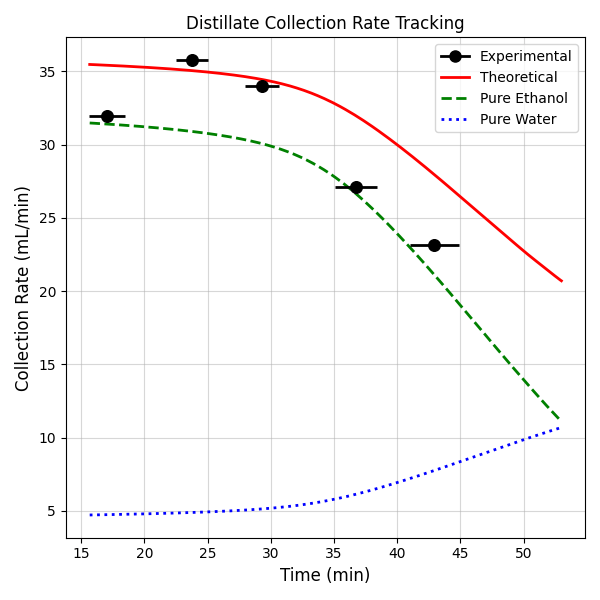 Distillate Collection Rate Tracking
Experimental
Theoretical
Pure Ethanol
Pure Water
Collection Rate (mL/min)
35
30
25
20
15
10
5
15 20 25 30 35 40 45 50
Time (min)